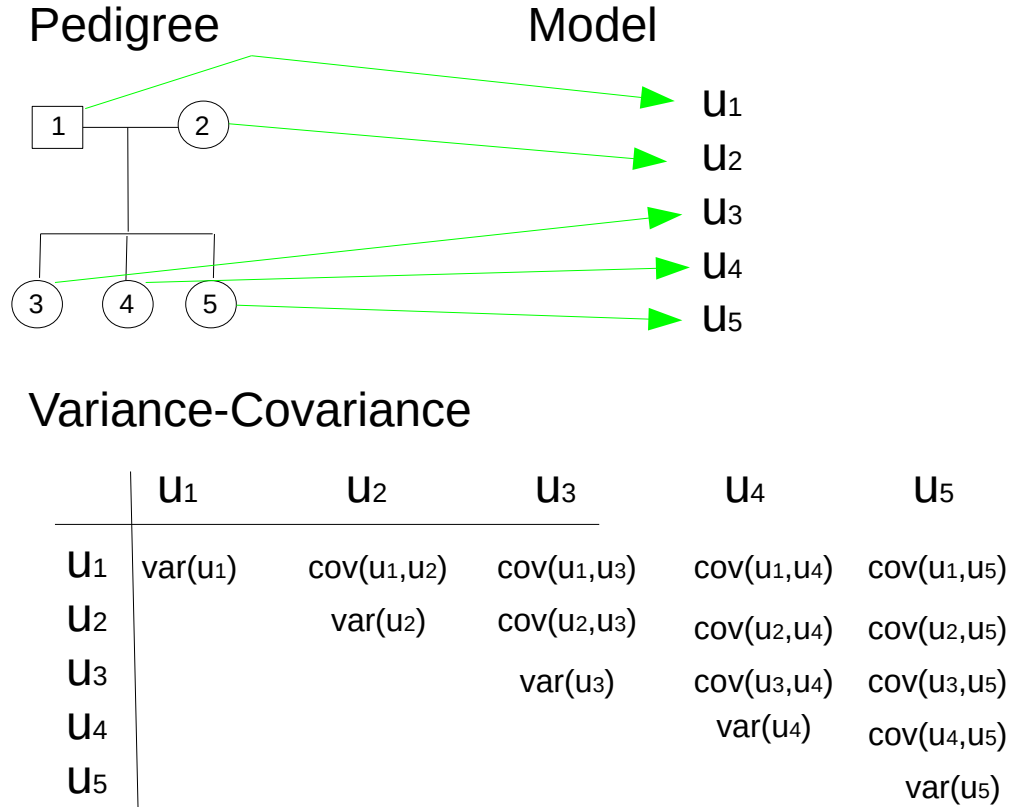 Pedigree Model
1 2
u1
u2
u3
u4
3 4 5
u5
Variance-Covariance
u1 u2 u3 u4 u5
u1 var(u1) cov(u1,u2) cov(u1,u3) cov(u1,u4) cov(u1,u5)
u2 var(u2) cov(u2,u3) cov(u2,u4) cov(u2,u5)
u3 var(u3) cov(u3,u4) cov(u3,u5)
u4 var(u4) cov(u4,u5)
u5 var(u5)